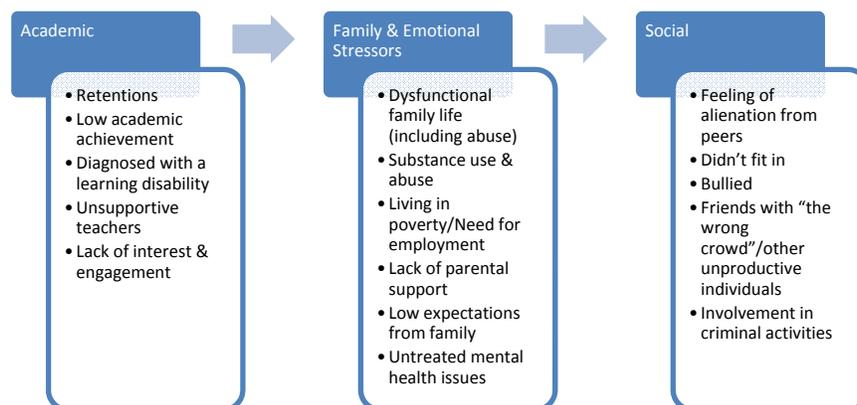 Academic
• Retentions
• Low academic
achievement
• Diagnosed with a
learning disability
• Unsupportive
teachers
• Lack of interest &
engagement
Family & Emotional
Stressors
• Dysfunctional
family life
(including abuse)
• Substance use &
abuse
• Living in
poverty/Need for
employment
• Lack of parental
support
• Low expectations
from family
• Untreated mental
health issues
Social
• Feeling of
alienation from
peers
• Didn’t fit in
• Bullied
• Friends with “the
wrong
crowd”/other
unproductive
individuals
• Involvement in
criminal activities